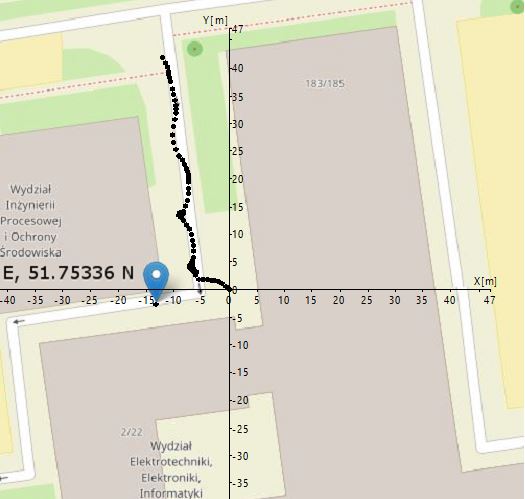 Y[m]
47
40
183/185
35
30
25
20
Wydział
Inżynierii
Procesowej
i Ochrony
Środowiska
15
10
5
E, 51.75336 N
X[m]
-40 -35 -30 -25 -20 -15 -10 -5 0 5 10 15 20 25 30 35 40 47
-5
-10
-15
-20
2/22
-25
Wydział
Elektrotechniki,
Elektroniki,
Informatyki
-30
-35